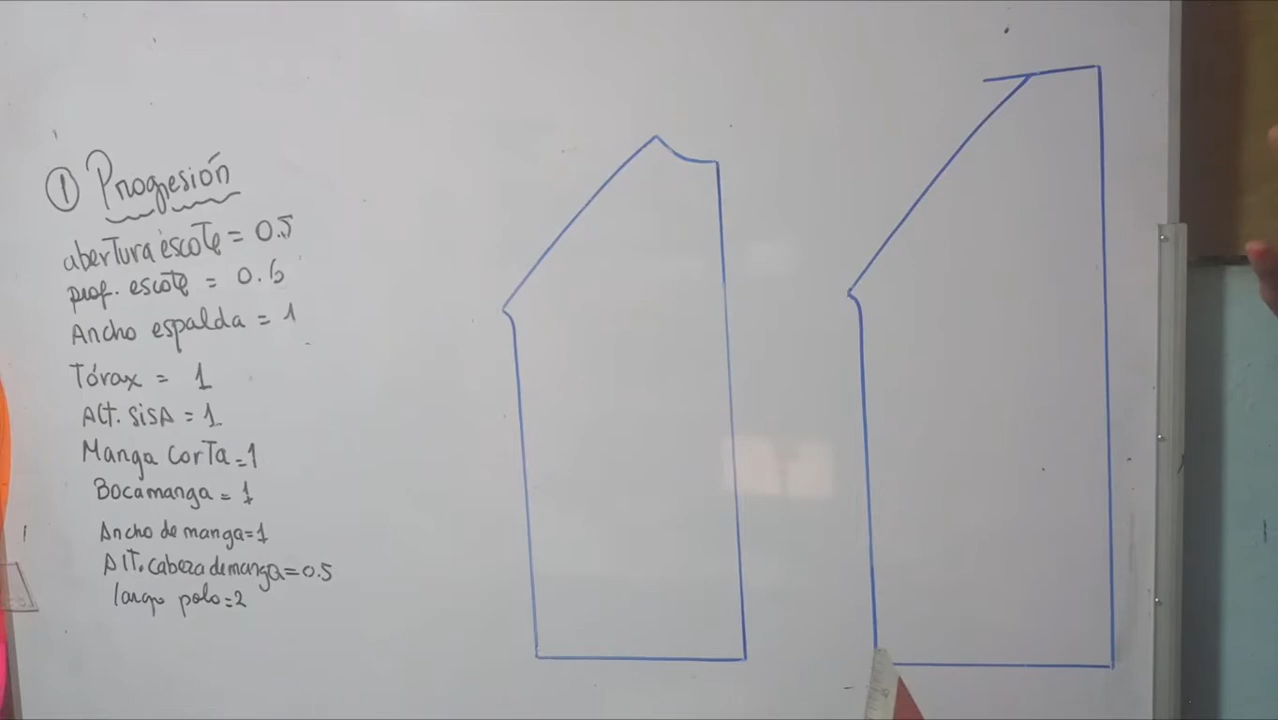 ① Progresión
abertura escote = 0.5
prof. escote = 0.6
Ancho espalda = 1
Tórax = 1
Alt. sisA = 1
Manga corTa = 1
Bocamanga = 1
Ancho de manga = 1
AlT. cabeza de manga = 0.5
largo polo = 2